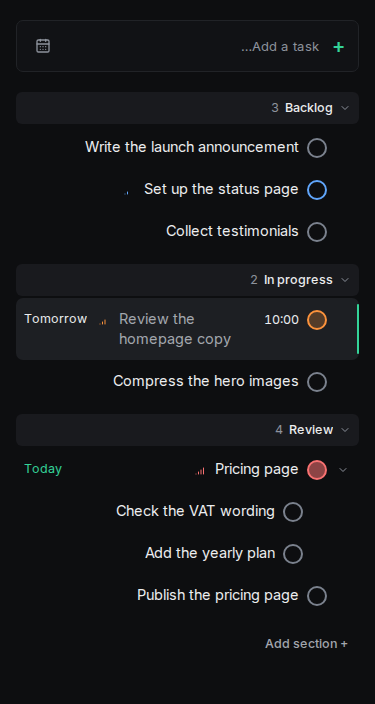 ...Add a task +
3 Backlog
Write the launch announcement
Set up the status page
Collect testimonials
2 In progress
Tomorrow Review the homepage copy 10:00
Compress the hero images
4 Review
Today Pricing page
Check the VAT wording
Add the yearly plan
Publish the pricing page
Add section +